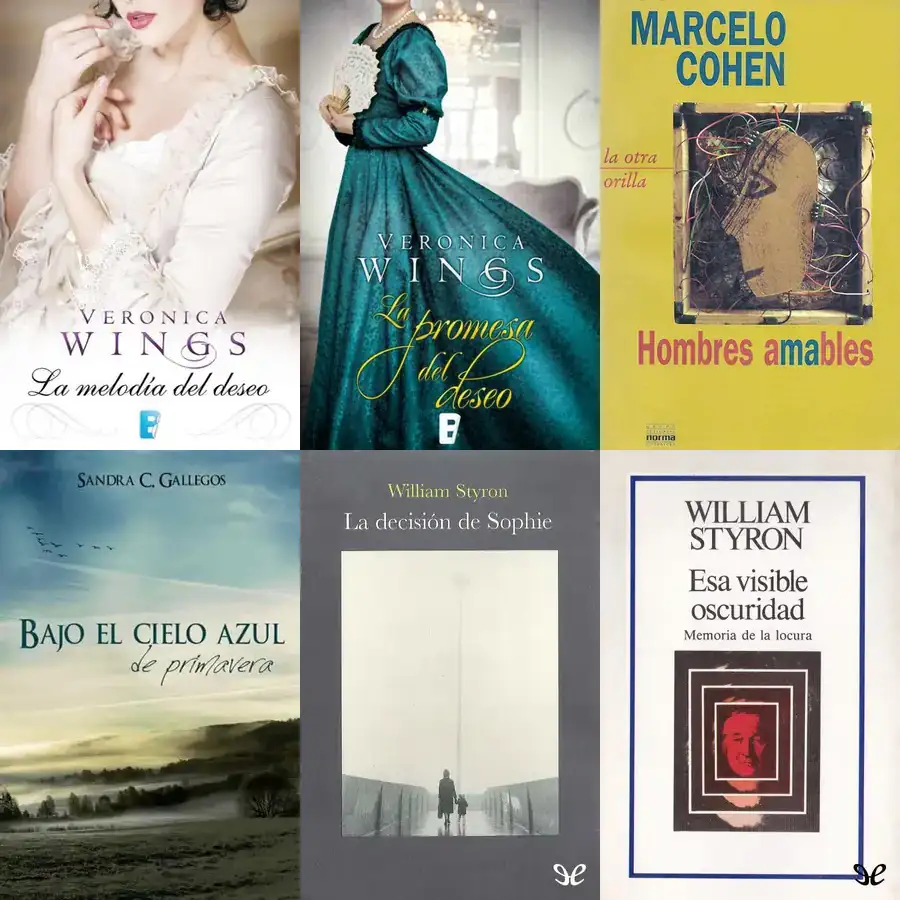 VERONICA
WINGS
La melodía del deseo
B
VERONICA
WINGS
La promesa
del
deseo
B
MARCELO
COHEN
la otra
orilla
Hombres amables
norma
SANDRA C. GALLEGOS
BAJO EL CIELO AZUL
de primavera
William Styron
La decisión de Sophie
WILLIAM
STYRON
Esa visible
oscuridad
Memoria de la locura